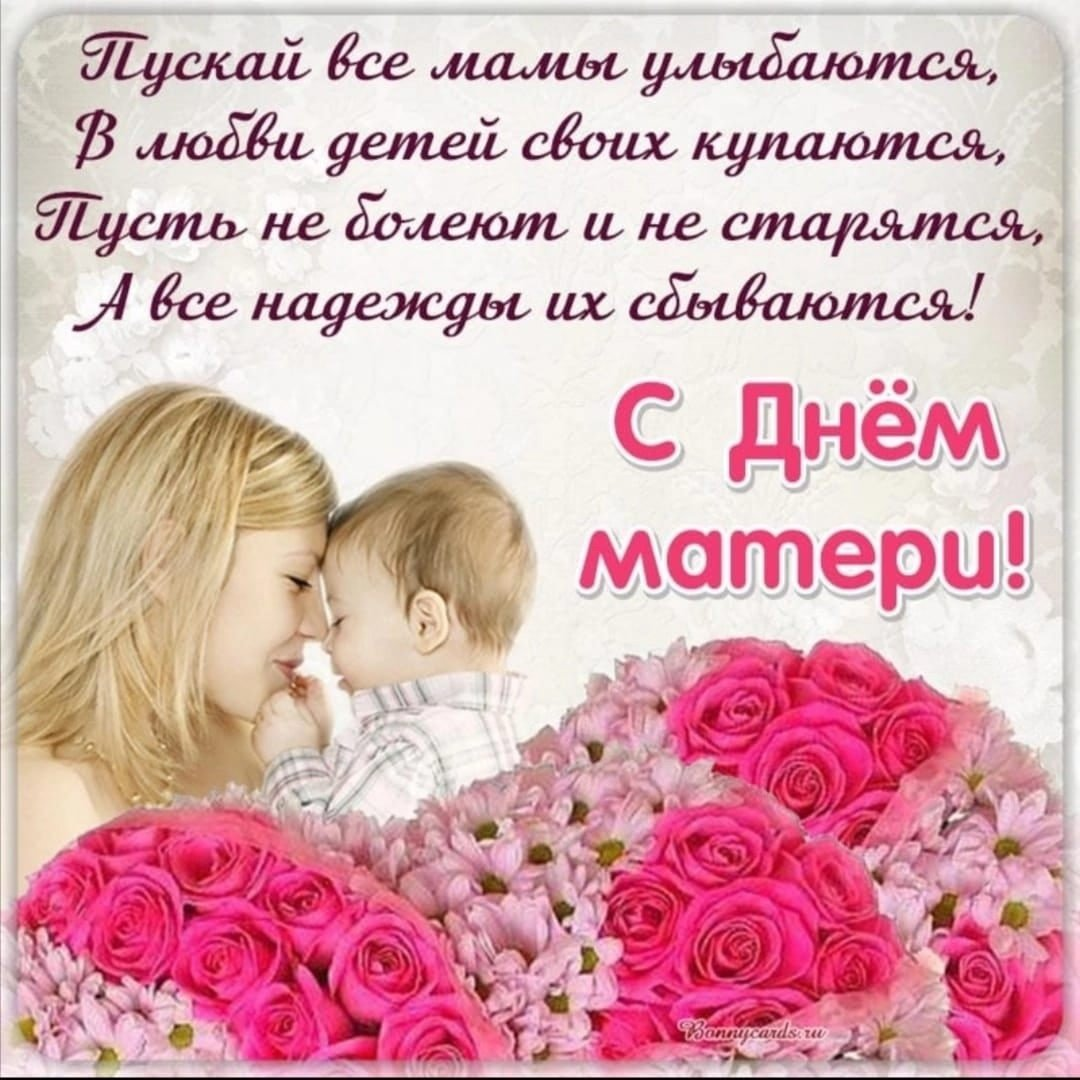 Пускай все мамы улыбаются,
В любви детей своих купаются,
Пусть не болеют и не старятся,
А все надежды их сбываются!
С Днём
матери!
Bonnycards.ru